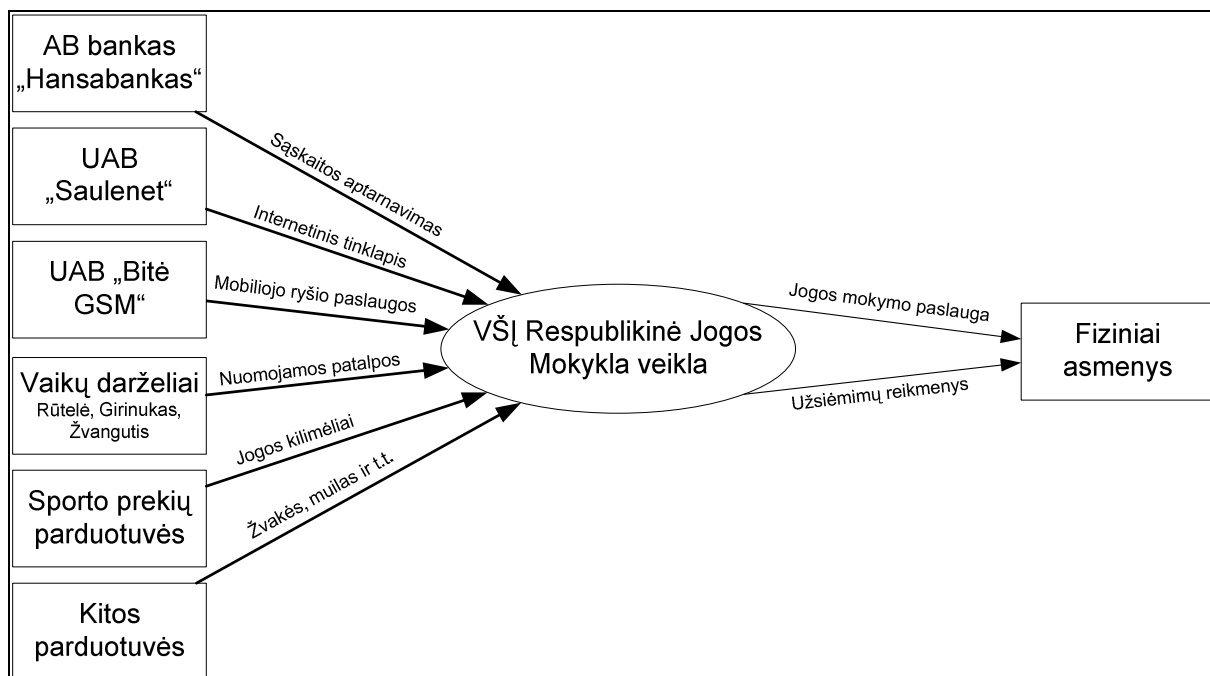 AB bankas
„Hansabankas“
Sąskaitos aptarnavimas
UAB
„Saulenet“
Internetinis tinklapis
UAB „Bitė
GSM“
Mobiliojo ryšio paslaugos
Vaikų darželiai
Rūtelė, Girinukas,
Žvangutis
Nuomojamos patalpos
Sporto prekių
parduotuvės
Jogos kilimėliai
Kitos
parduotuvės
Žvakės, muilas ir t.t.
VŠĮ Respublikinė Jogos
Mokykla veikla
Jogos mokymo paslauga
Užsiėmimų reikmenys
Fiziniai
asmenys